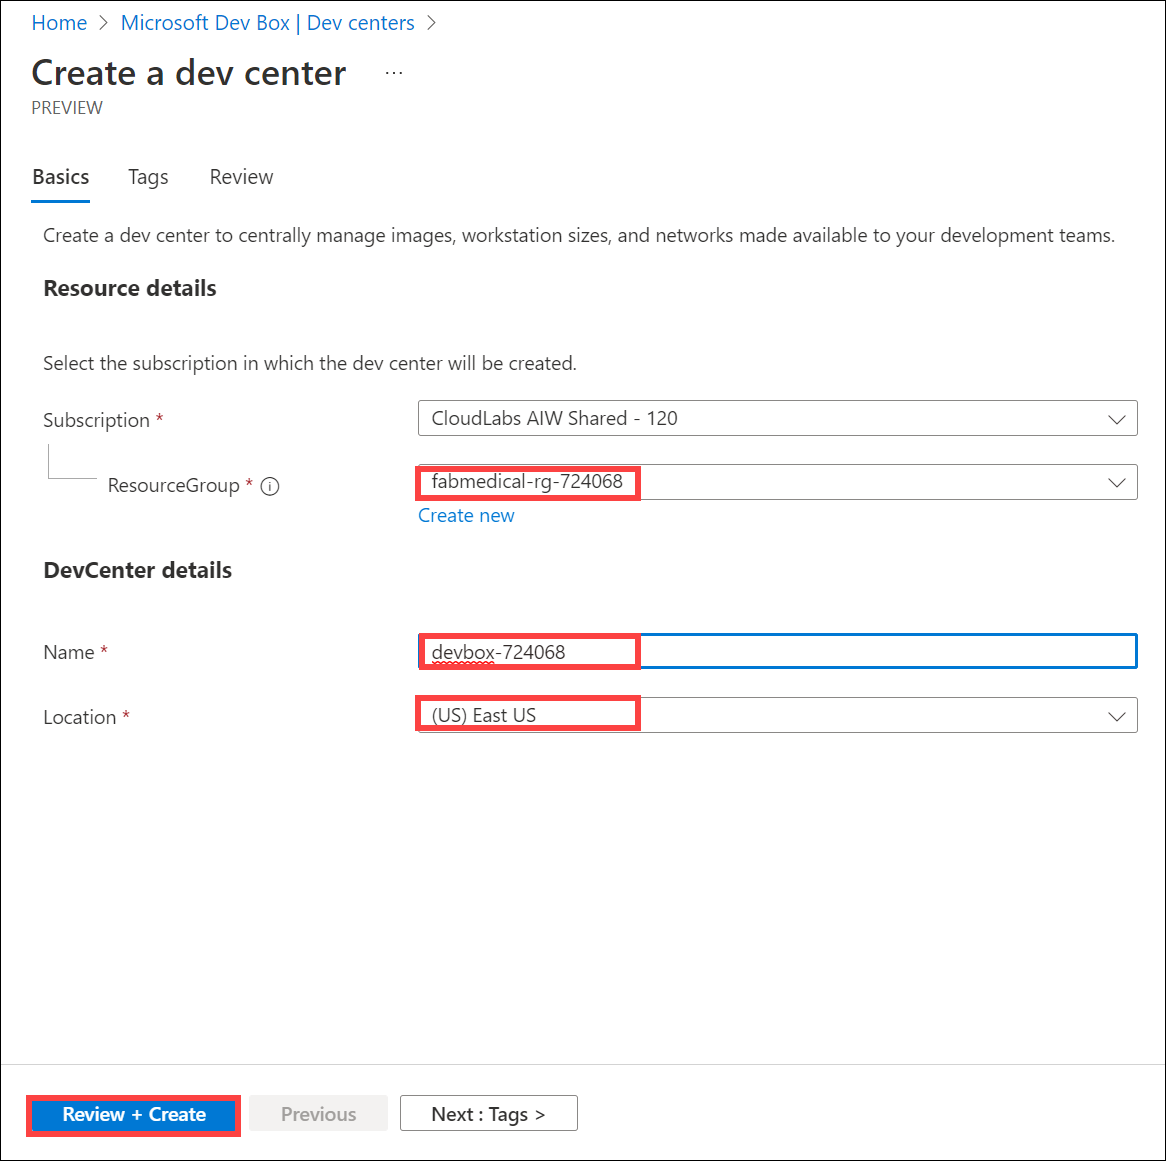 Home > Microsoft Dev Box | Dev centers >
Create a dev center ...
PREVIEW
Basics Tags Review
Create a dev center to centrally manage images, workstation sizes, and networks made available to your development teams.
Resource details
Select the subscription in which the dev center will be created.
Subscription * CloudLabs AIW Shared - 120
ResourceGroup * fabmedical-rg-724068
Create new
DevCenter details
Name * devbox-724068
Location * (US) East US
Review + Create Previous Next : Tags >